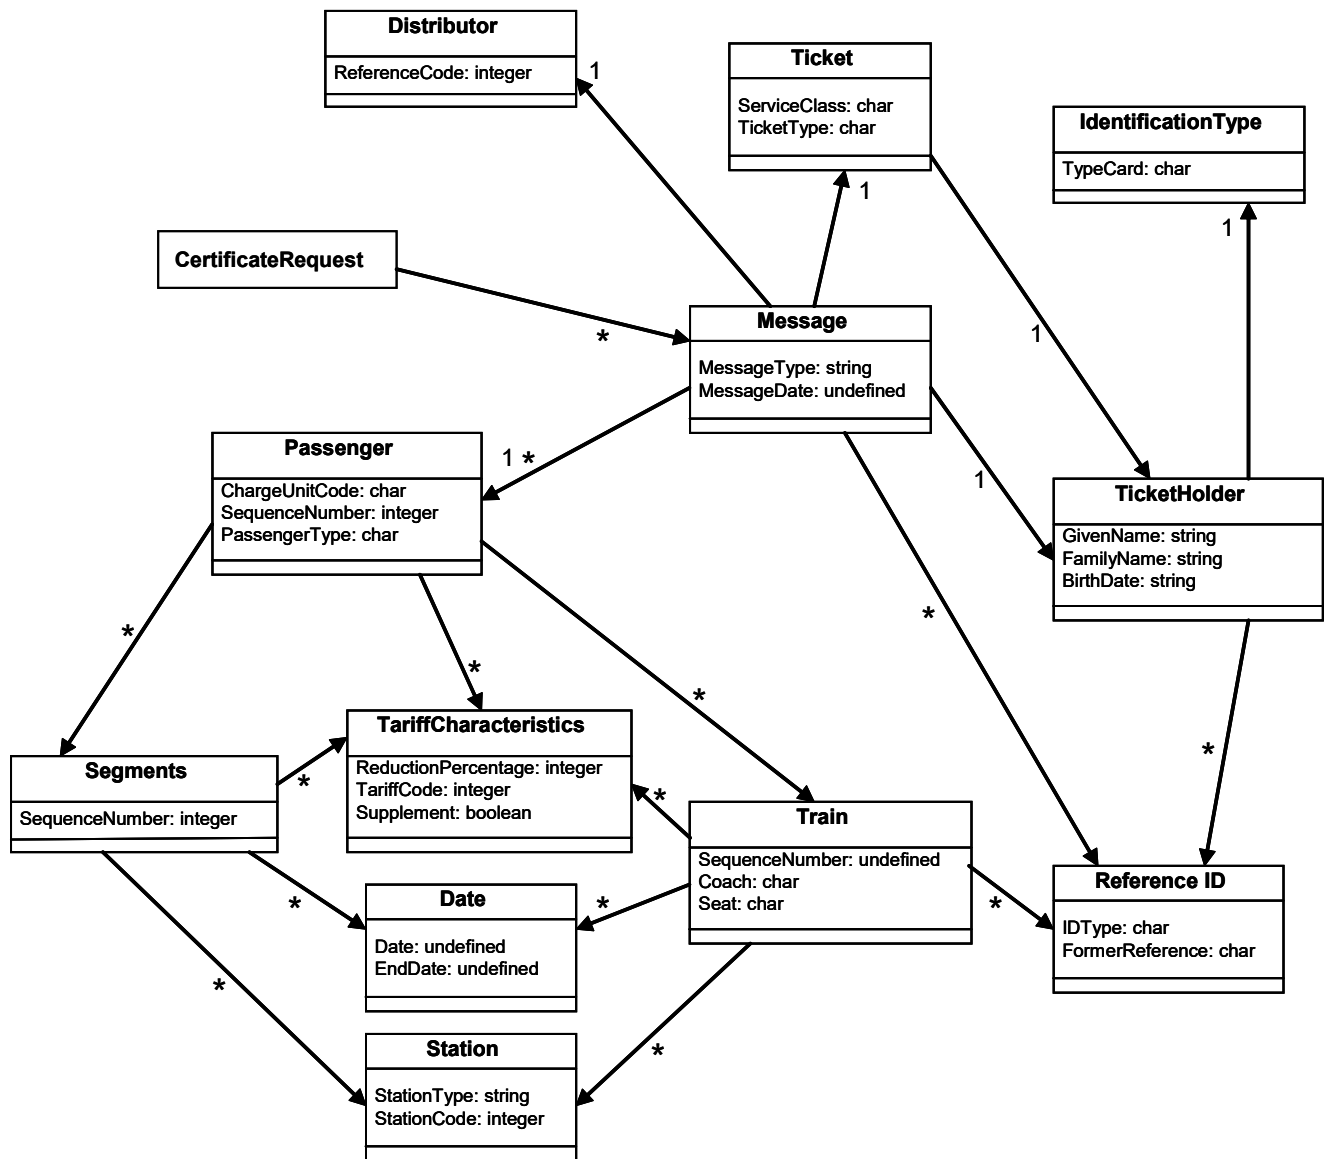 Distributor
ReferenceCode: integer
1
Ticket
ServiceClass: char
TicketType: char
1
IdentificationType
TypeCard: char
1
CertificateRequest
*
Message
MessageType: string
MessageDate: undefined
1
1
1 *
Passenger
ChargeUnitCode: char
SequenceNumber: integer
PassengerType: char
TicketHolder
GivenName: string
FamilyName: string
BirthDate: string
*
*
*
*
*
Segments
SequenceNumber: integer
*
TariffCharacteristics
ReductionPercentage: integer
TariffCode: integer
Supplement: boolean
*
Train
SequenceNumber: undefined
Coach: char
Seat: char
*
Reference ID
IDType: char
FormerReference: char
*
Date
Date: undefined
EndDate: undefined
*
*
*
Station
StationType: string
StationCode: integer